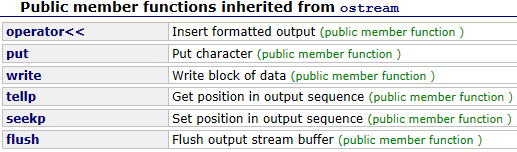 Public member functions inherited from ostream
operator<< Insert formatted output (public member function )
put Put character (public member function )
write Write block of data (public member function )
tellp Get position in output sequence (public member function )
seekp Set position in output sequence (public member function )
flush Flush output stream buffer (public member function )